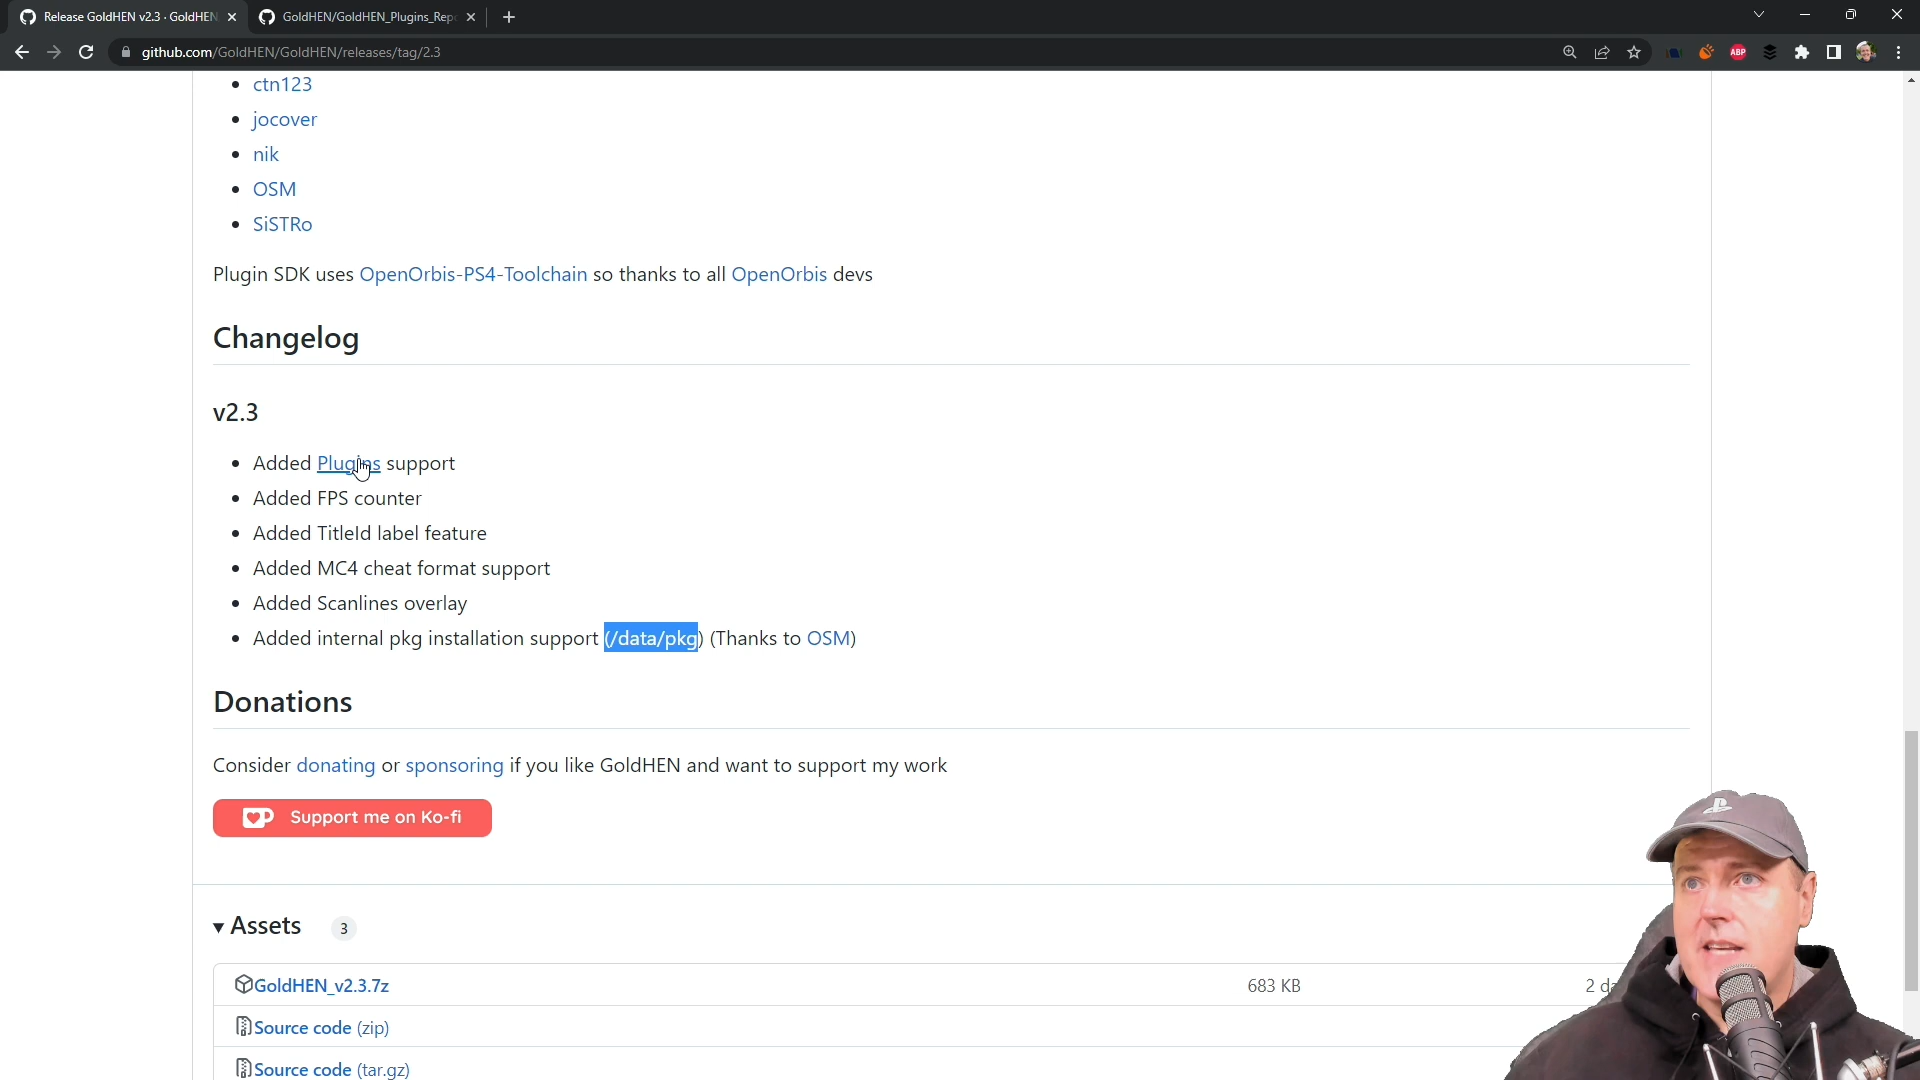 Release GoldHEN v2.3 · GoldHEN
GoldHEN/GoldHEN_Plugins_Repo
github.com/GoldHEN/GoldHEN/releases/tag/2.3
ABP
ctn123
jocover
nik
OSM
SiSTRo
Plugin SDK uses OpenOrbis-PS4-Toolchain so thanks to all OpenOrbis devs
Changelog
v2.3
Added Plugins support
Added FPS counter
Added TitleId label feature
Added MC4 cheat format support
Added Scanlines overlay
Added internal pkg installation support (/data/pkg) (Thanks to OSM)
Donations
Consider donating or sponsoring if you like GoldHEN and want to support my work
Support me on Ko-fi
Assets 3
GoldHEN_v2.3.7z 683 KB 2 da
Source code (zip)
Source code (tar.gz)